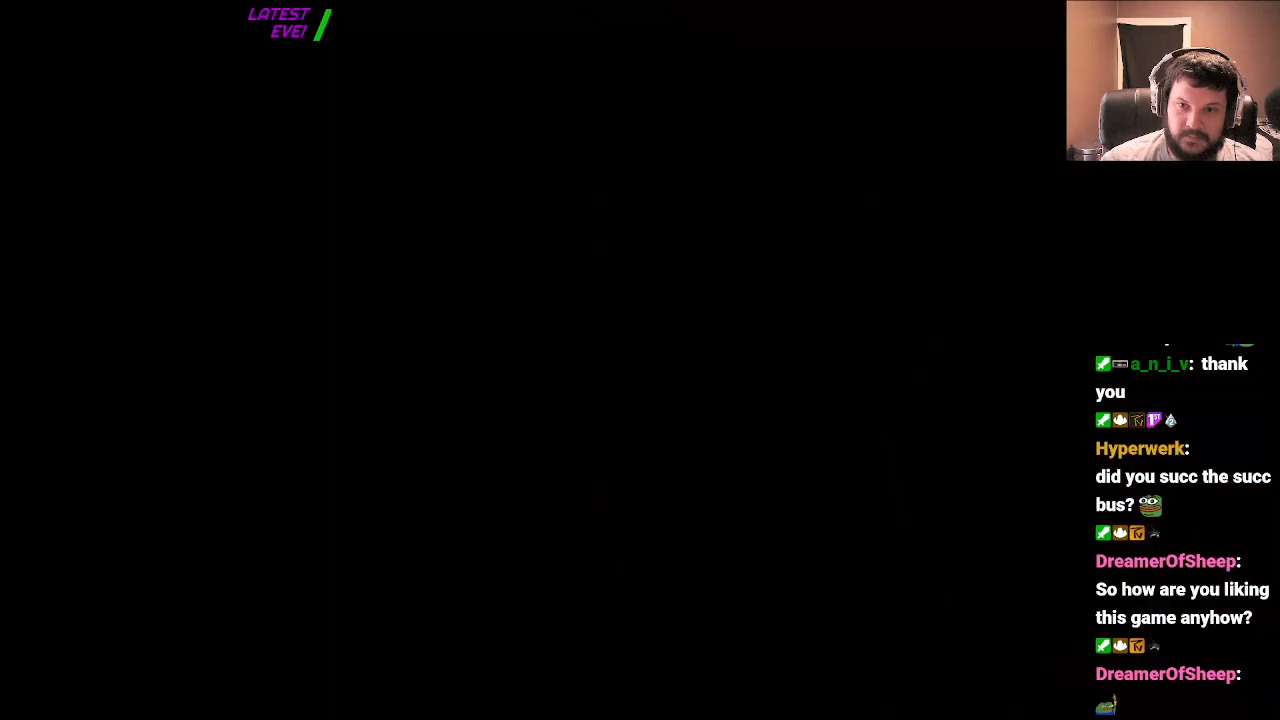 LATEST
EVE!
a_n_i_v: thank
you
Hyperwerk:
did you succ the succ
bus?
DreamerOfSheep:
So how are you liking
this game anyhow?
DreamerOfSheep: